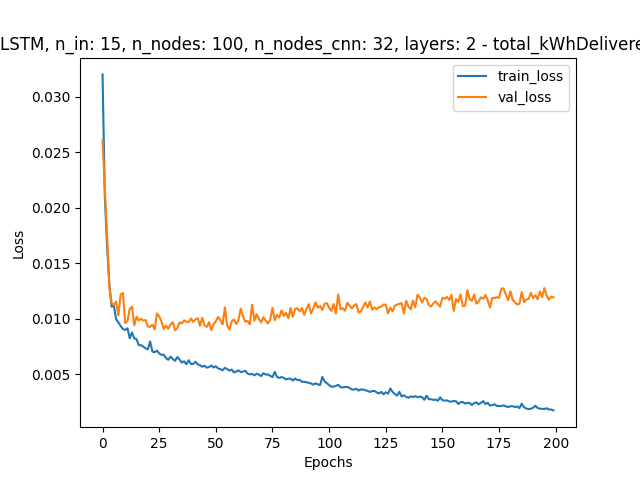 LSTM, n_in: 15, n_nodes: 100, n_nodes_cnn: 32, layers: 2 - total_kWhDelivere
train_loss
val_loss
0.030
0.025
0.020
0.015
0.010
0.005
Loss
0 25 50 75 100 125 150 175 200
Epochs